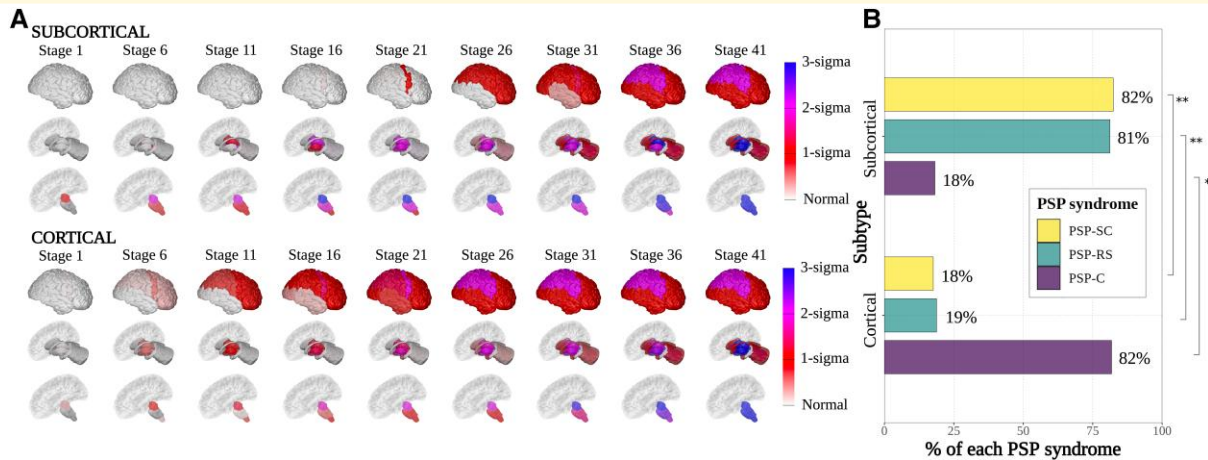 A
SUBCORTICAL
Stage 1 Stage 6 Stage 11 Stage 16 Stage 21 Stage 26 Stage 31 Stage 36 Stage 41
3-sigma
2-sigma
1-sigma
Normal
CORTICAL
Stage 1 Stage 6 Stage 11 Stage 16 Stage 21 Stage 26 Stage 31 Stage 36 Stage 41
3-sigma
2-sigma
1-sigma
Normal
B
Subtype
Subcortical
82%
81%
18%
Cortical
18%
19%
82%
PSP syndrome
PSP-SC
PSP-RS
PSP-C
**
**
*
0 25 50 75 100
% of each PSP syndrome